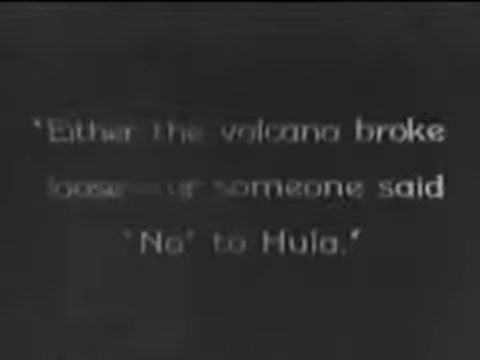 "Either the volcano broke
loose — or someone said
'No' to Hula."